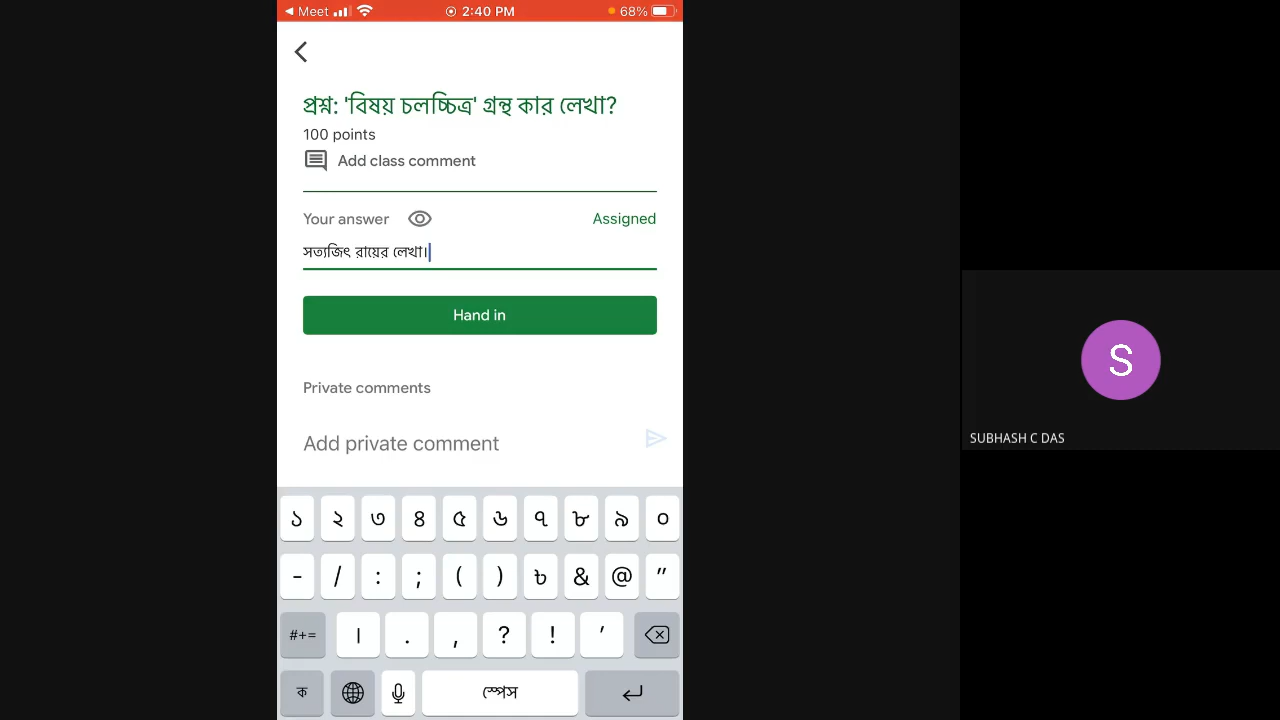 Meet 2:40 PM 68%
প্রশ্ন: 'বিষয় চলচ্চিত্র' গ্রন্থ কার লেখা?
100 points
Add class comment
Your answer Assigned
সত্যজিৎ রায়ের লেখা।
Hand in
Private comments
Add private comment
S
SUBHASH C DAS
১ ২ ৩ ৪ ৫ ৬ ৭ ৮ ৯ ০
- / : ; ( ) ৳ & @ "
#+= । . , ? ! '
ক স্পেস